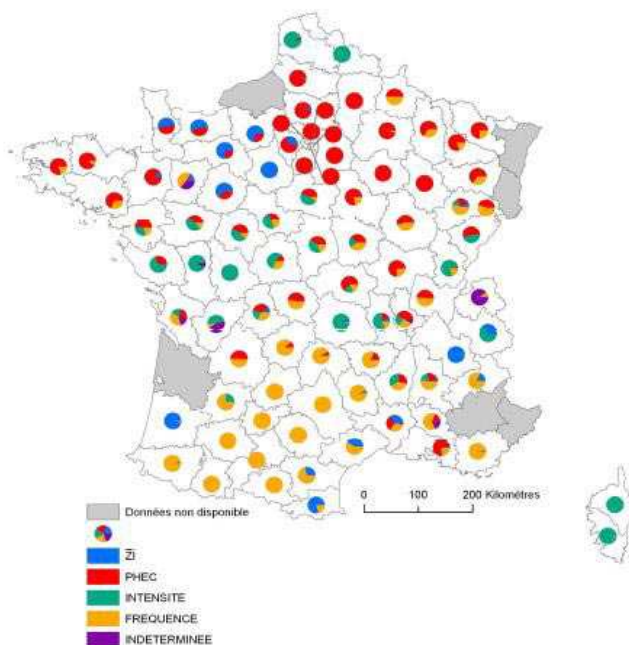 0 100 200 Kilomètres
Données non disponible
ZI
PHEC
INTENSITE
FREQUENCE
INDETERMINEE